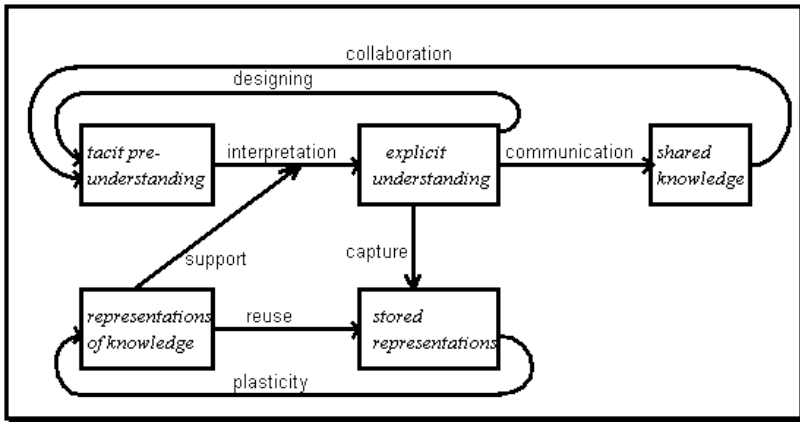 collaboration
designing
tacit pre-
understanding
interpretation
explicit
understanding
communication
shared
knowledge
support
capture
representations
of knowledge
reuse
stored
representations
plasticity